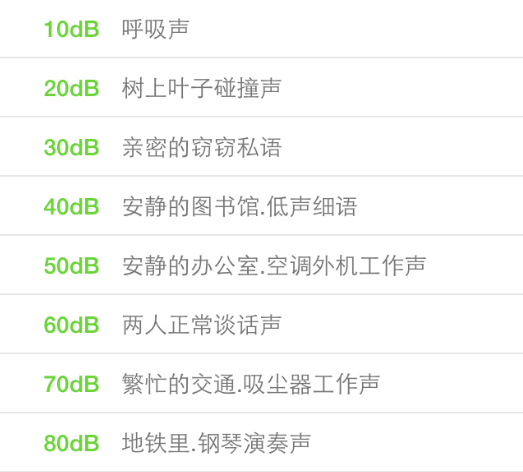 10dB 呼吸声
20dB 树上叶子碰撞声
30dB 亲密的窃窃私语
40dB 安静的图书馆.低声细语
50dB 安静的办公室.空调外机工作声
60dB 两人正常谈话声
70dB 繁忙的交通.吸尘器工作声
80dB 地铁里.钢琴演奏声